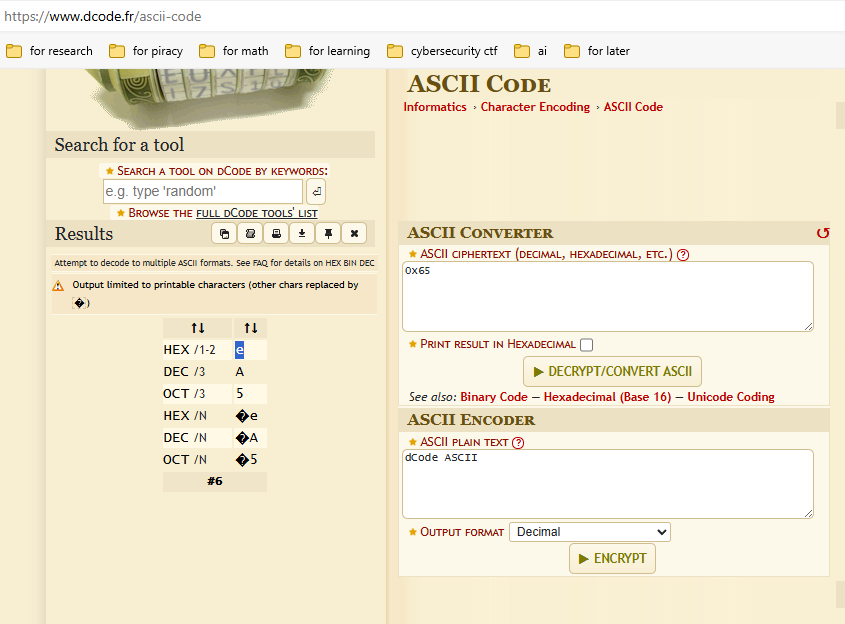 https://www.dcode.fr/ascii-code
for research for piracy for math for learning cybersecurity ctf ai for later
Search for a tool
★ Search a tool on dCode by keywords:
e.g. type 'random'
★ Browse the full dCode tools' list
Results
Attempt to decode to multiple ASCII formats. See FAQ for details on HEX BIN DEC
Output limited to printable characters (other chars replaced by
�)
↑↓ ↑↓
HEX /1-2 e
DEC /3 A
OCT /3 5
HEX /N �e
DEC /N �A
OCT /N �5
#6
ASCII Code
Informatics › Character Encoding › ASCII Code
ASCII Converter
★ ASCII ciphertext (decimal, hexadecimal, etc.) ?
0x65
★ Print result in Hexadecimal
▶ DECRYPT/CONVERT ASCII
See also: Binary Code — Hexadecimal (Base 16) — Unicode Coding
ASCII Encoder
★ ASCII plain text ?
dCode ASCII
★ Output format Decimal
▶ ENCRYPT